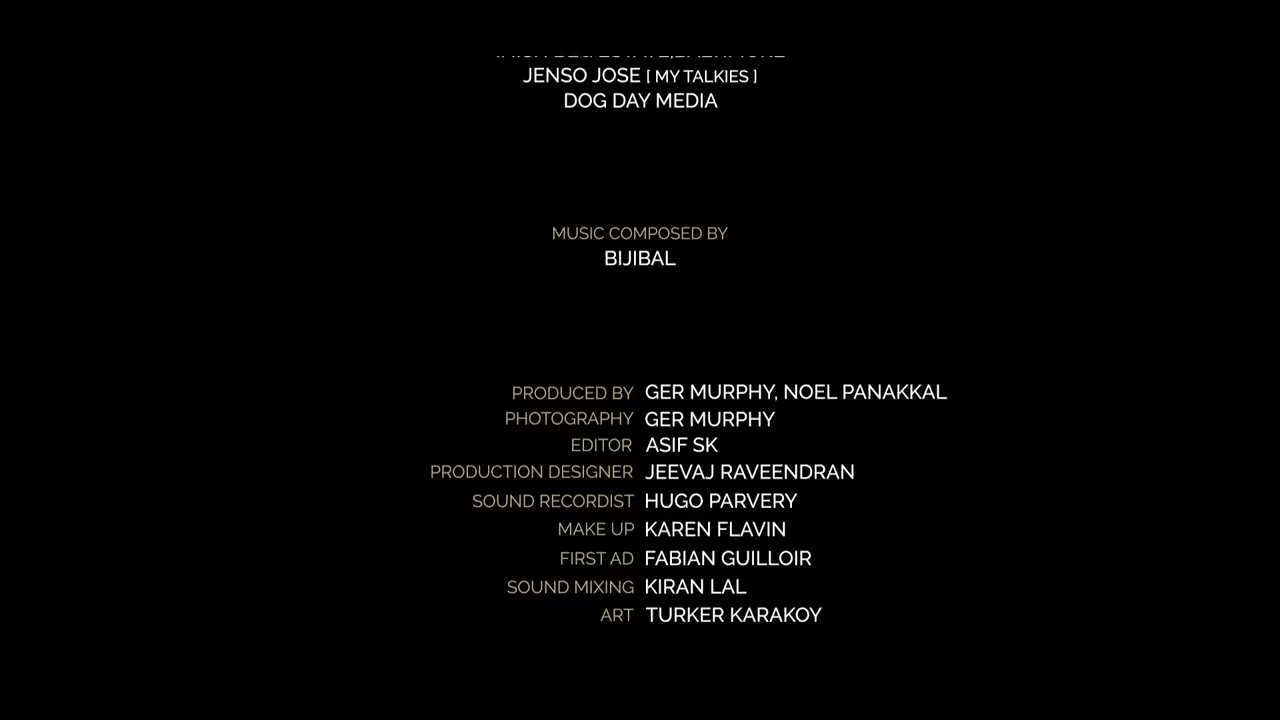 JENSO JOSE [ MY TALKIES ]
DOG DAY MEDIA
MUSIC COMPOSED BY
BIJIBAL
PRODUCED BY GER MURPHY, NOEL PANAKKAL
PHOTOGRAPHY GER MURPHY
EDITOR ASIF SK
PRODUCTION DESIGNER JEEVAJ RAVEENDRAN
SOUND RECORDIST HUGO PARVERY
MAKE UP KAREN FLAVIN
FIRST AD FABIAN GUILLOIR
SOUND MIXING KIRAN LAL
ART TURKER KARAKOY